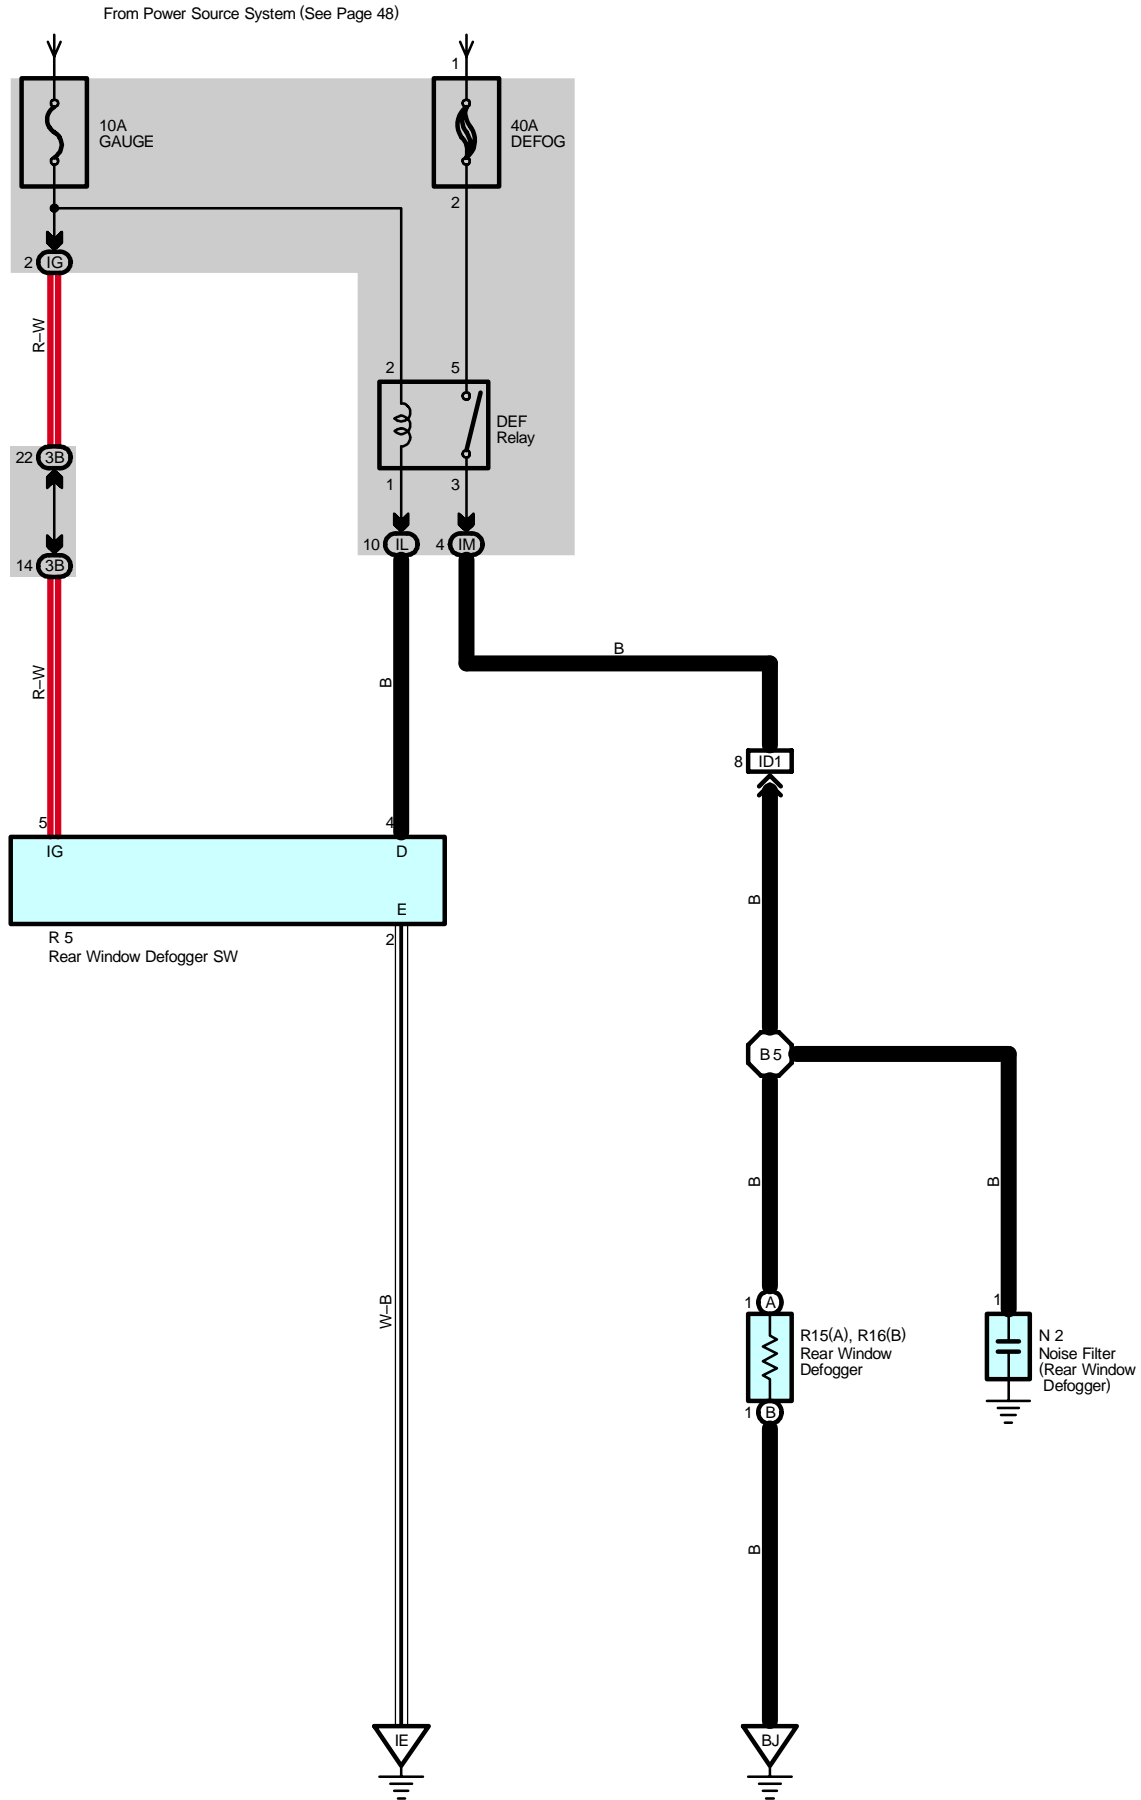 From Power Source System (See Page 48)
1
10A
GAUGE
40A
DEFOG
2
2 IG
R–W
2 5
DEF
Relay
22 3B
1 3
10 IL 4 IM
14 3B
B
R–W
B
8 ID1
5 4
IG D
B
E
R 5
2
Rear Window Defogger SW
B 5
B
B
1 A
1
W–B
R15(A), R16(B)
Rear Window
Defogger
N 2
Noise Filter
(Rear Window
Defogger)
1 B
B
IE
BJ